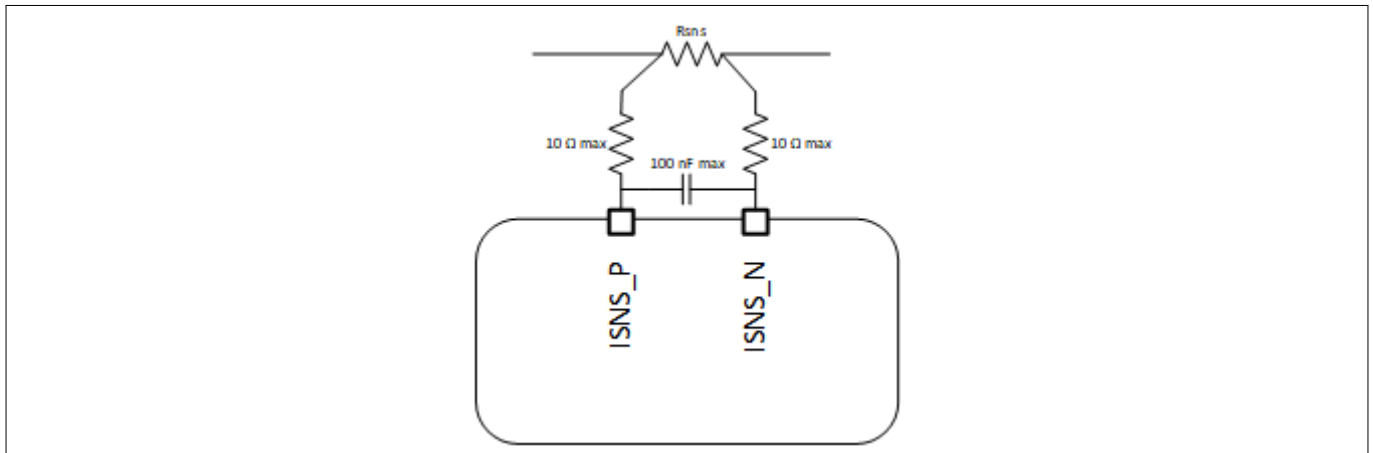 Rsns
10 Ω max
10 Ω max
100 nF max
ISNS_P
ISNS_N